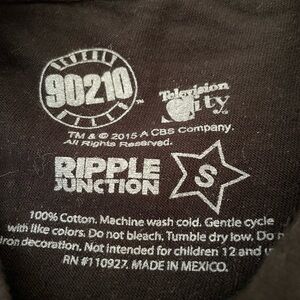 BEVERLY
90210
HILLS
TM
Television
City
TM & © 2015 A CBS Company.
All Rights Reserved.
RIPPLE
JUNCTION
S
100% Cotton. Machine wash cold. Gentle cycle
with like colors. Do not bleach. Tumble dry low. Do
iron decoration. Not intended for children 12 and
RN #110927. MADE IN MEXICO.